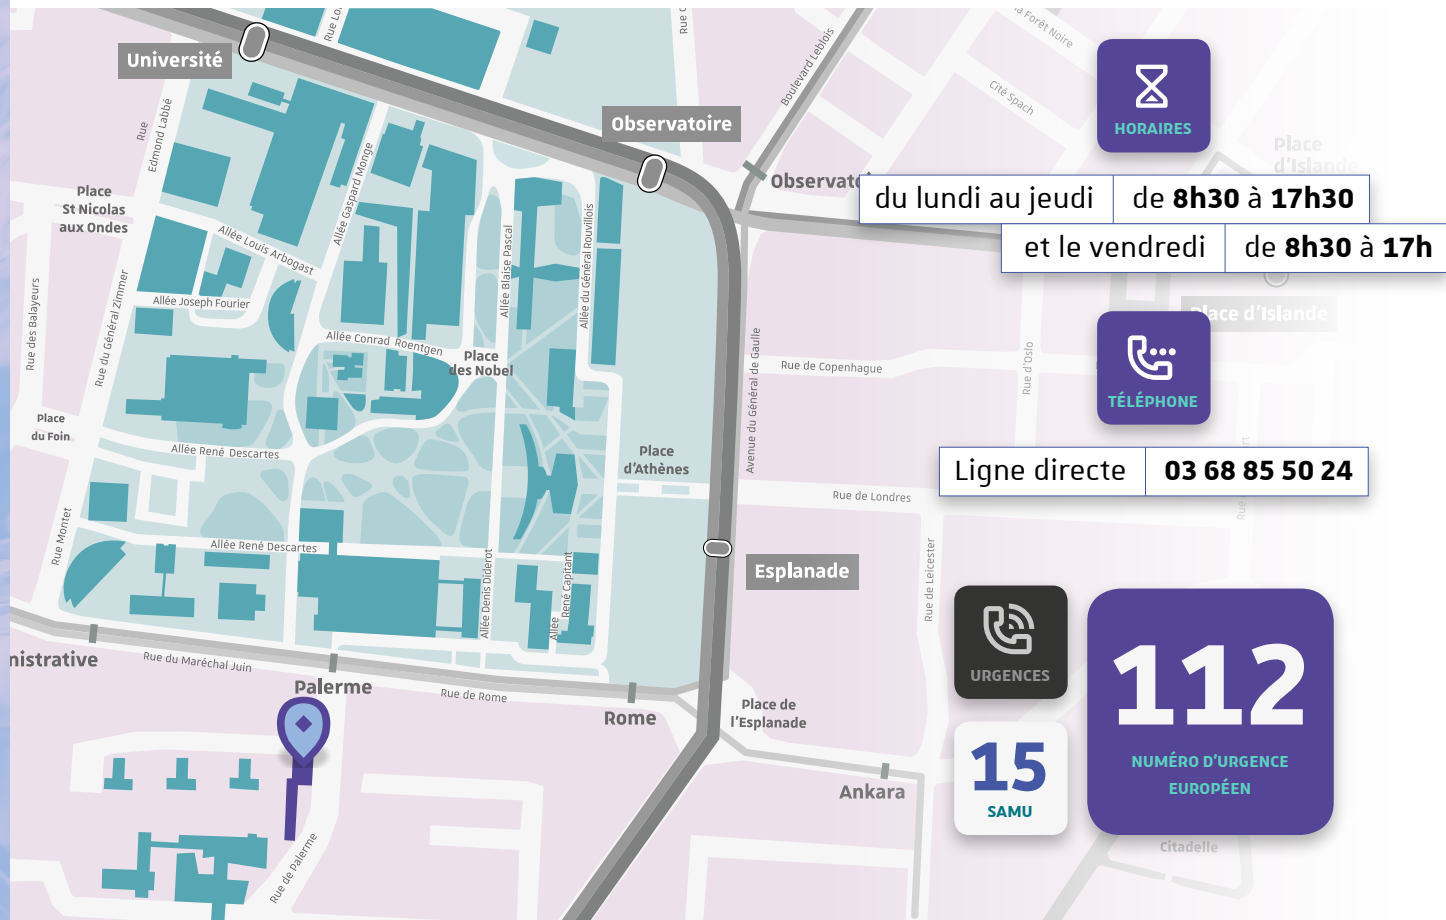 Université
Observatoire
Observato
Rue Lo
Rue
Edmond Labbé
Place
St Nicolas
aux Ondes
Rue des Balayeurs
Rue du Général Zimmer
Allée Louis Arbogast
Allée Gaspard Monge
Allée Joseph Fourier
Allée Conrad Roentgen
Place
des Nobel
Allée Blaise Pascal
Allée du Général Rouvillois
Boulevard Leblois
la Forêt Noire
Cité Spach
Place
d'Islande
HORAIRES
du lundi au jeudi de 8h30 à 17h30
et le vendredi de 8h30 à 17h
Place d'Islande
TÉLÉPHONE
Ligne directe 03 68 85 50 24
Avenue du Général de Gaulle
Rue de Copenhague
Rue d'Oslo
Place
du Foin
Allée René Descartes
Place
d'Athènes
Rue de Londres
Rue Montet
Allée René Descartes
Allée Denis Diderot
Allée
René Capitant
Esplanade
Rue de Leicester
nistrative
Rue du Maréchal Juin
Palerme
Rue de Rome
Rome
Place de
l'Esplanade
Ankara
Rue de Palerme
URGENCES
15
SAMU
112
NUMÉRO D'URGENCE
EUROPÉEN
Citadelle